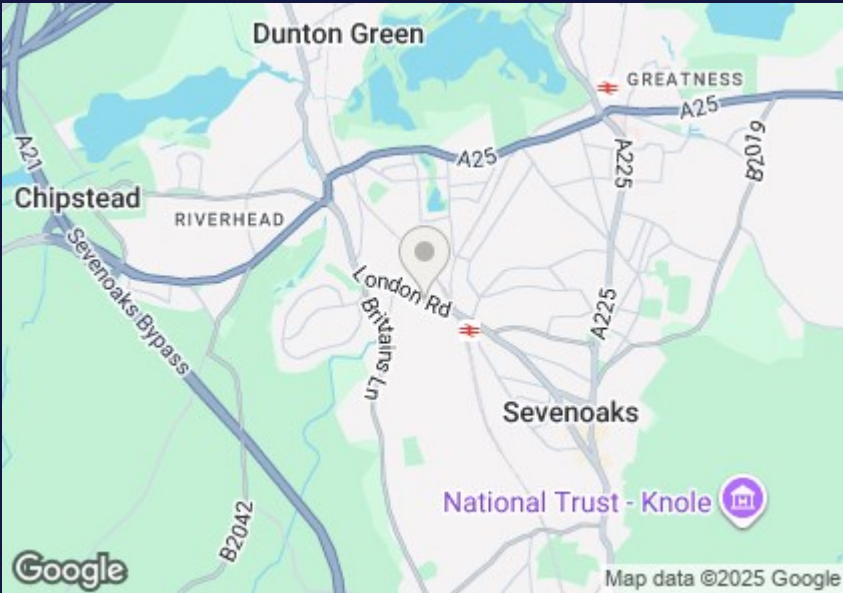 Dunton Green
GREATNESS
A25
A25
A21
A225
B2019
Chipstead
RIVERHEAD
Sevenoaks Bypass
London Rd
Brittains Ln
A225
Sevenoaks
National Trust - Knole
B2042
Google
Map data ©2025 Google